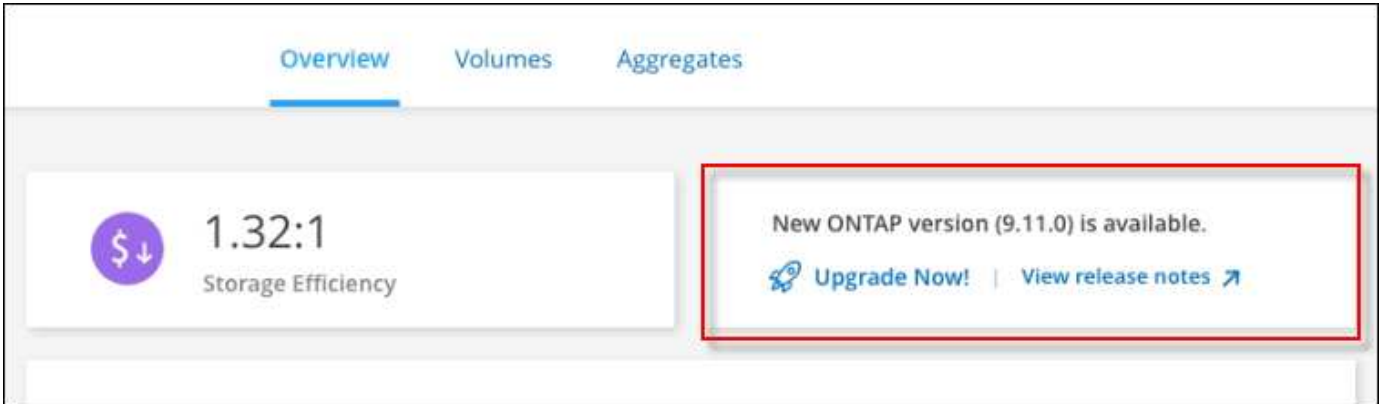 Overview Volumes Aggregates
1.32:1
Storage Efficiency
New ONTAP version (9.11.0) is available.
Upgrade Now! | View release notes